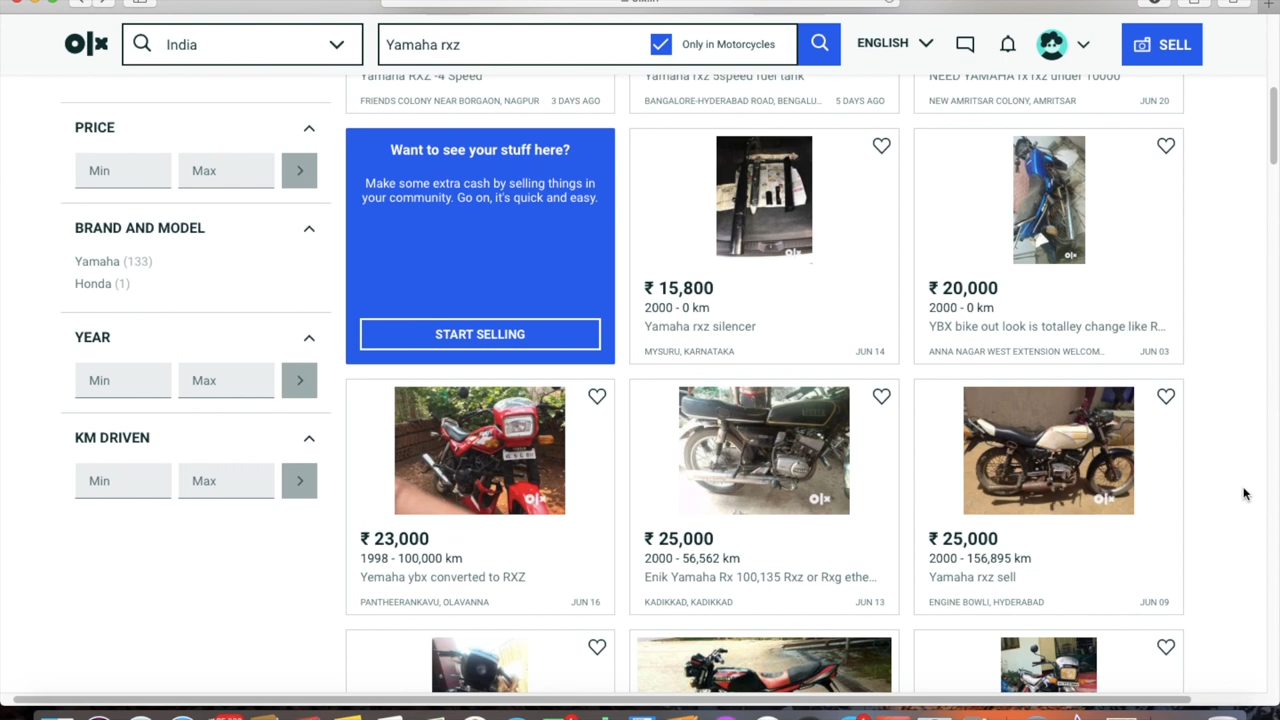 olx
India
Yamaha rxz
Only in Motorcycles
ENGLISH
SELL
Yamaha RXZ -4 Speed
FRIENDS COLONY NEAR BORGAON, NAGPUR 3 DAYS AGO
Yamaha rxz 5speed fuel tank
BANGALORE-HYDERABAD ROAD, BENGALU... 5 DAYS AGO
NEED YAMAHA rx rxz under 10000
NEW AMRITSAR COLONY, AMRITSAR JUN 20
PRICE
Min Max
BRAND AND MODEL
Yamaha (133)
Honda (1)
YEAR
Min Max
KM DRIVEN
Min Max
Want to see your stuff here?
Make some extra cash by selling things in
your community. Go on, it's quick and easy.
START SELLING
olx
₹ 15,800
2000 - 0 km
Yamaha rxz silencer
MYSURU, KARNATAKA JUN 14
olx
₹ 20,000
2000 - 0 km
YBX bike out look is totalley change like R...
ANNA NAGAR WEST EXTENSION WELCOM... JUN 03
olx
₹ 23,000
1998 - 100,000 km
Yemaha ybx converted to RXZ
PANTHEERANKAVU, OLAVANNA JUN 16
olx
₹ 25,000
2000 - 56,562 km
Enik Yamaha Rx 100,135 Rxz or Rxg ethe...
KADIKKAD, KADIKKAD JUN 13
olx
₹ 25,000
2000 - 156,895 km
Yamaha rxz sell
ENGINE BOWLI, HYDERABAD JUN 09